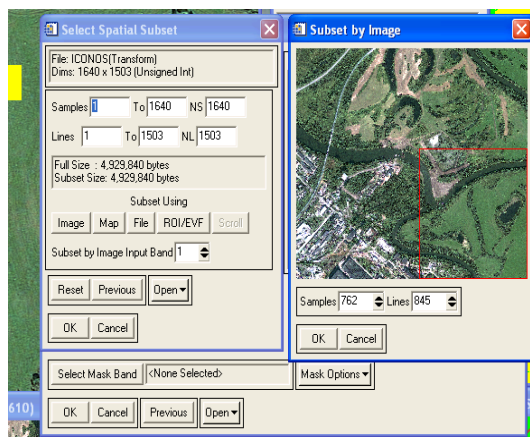 Select Spatial Subset
File: ICONOS(Transform)
Dims: 1640 x 1503 (Unsigned Int)
Samples 1 To 1640 NS 1640
Lines 1 To 1503 NL 1503
Full Size : 4,929,840 bytes
Subset Size: 4,929,840 bytes
Subset Using
Image Map File ROI/EVF Scroll
Subset by Image Input Band 1
Reset Previous Open
OK Cancel
Subset by Image
Samples 762 Lines 845
OK Cancel
Select Mask Band <None Selected> Mask Options
610) OK Cancel Previous Open